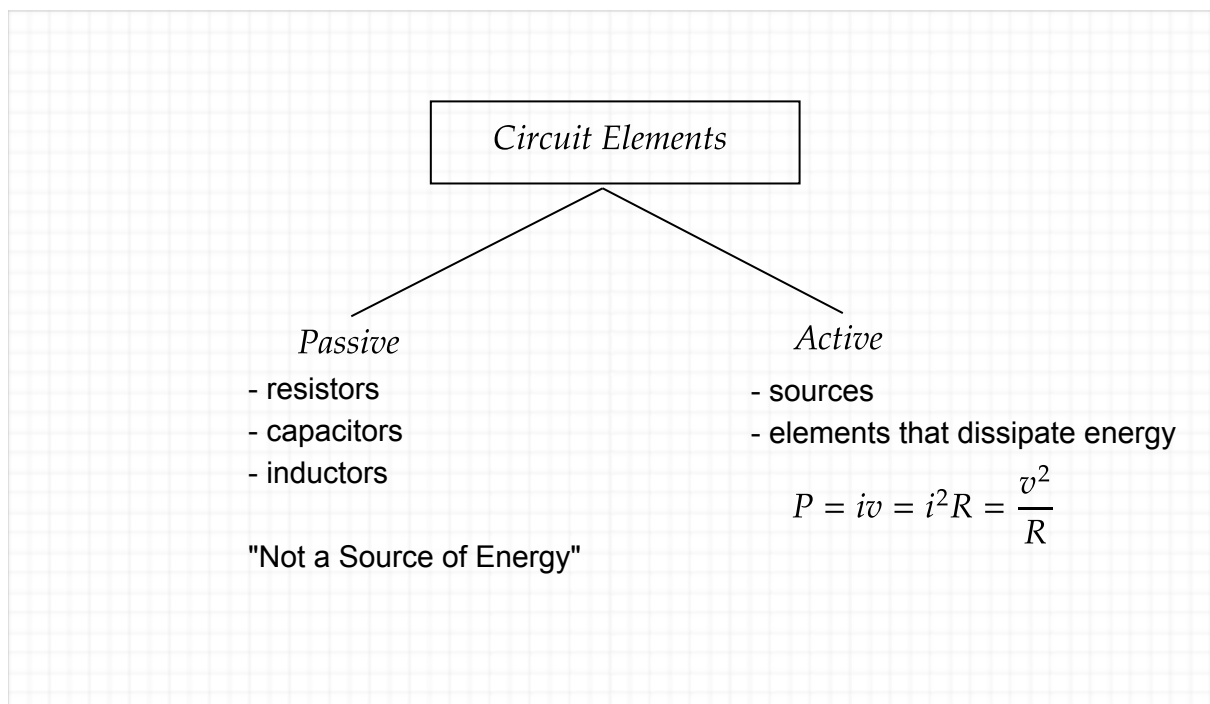 Circuit Elements
Passive
- resistors
- capacitors
- inductors
"Not a Source of Energy"
Active
- sources
- elements that dissipate energy
P = iv = i²R = v²/R